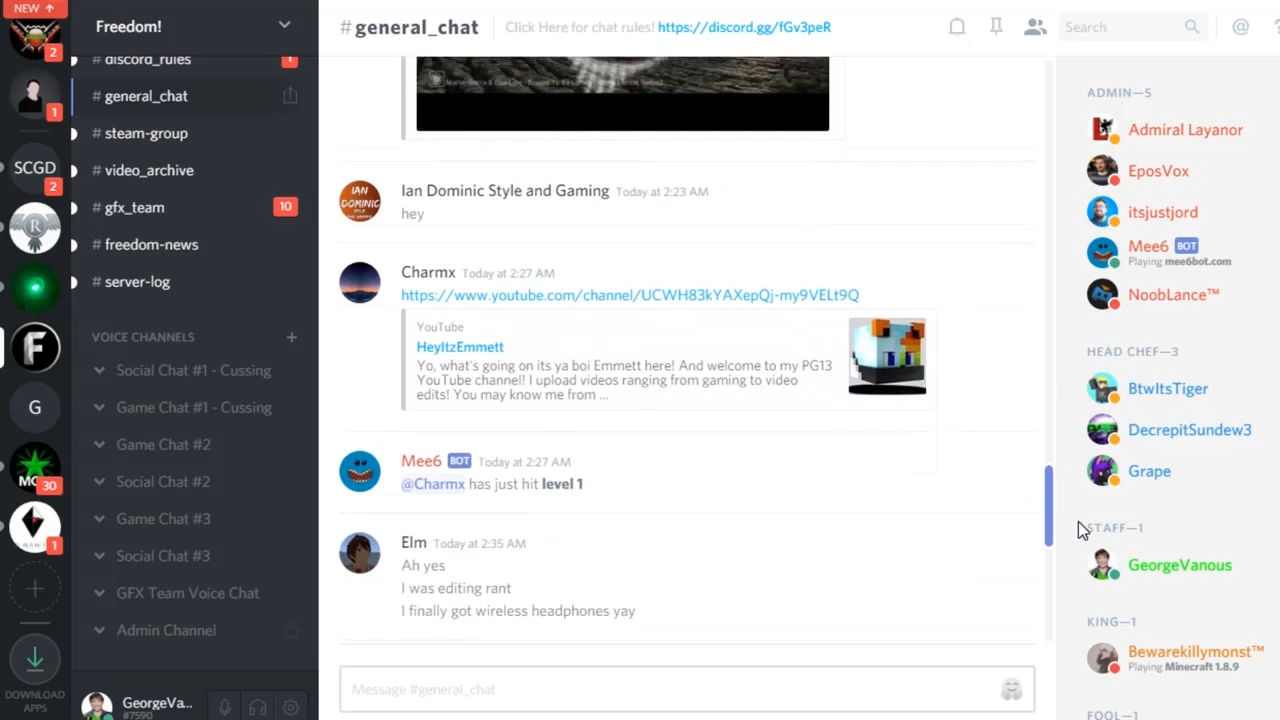 NEW ↑
2
1
SCGD
2
F
G
30
1
DOWNLOAD
APPS
Freedom!
# discord_rules
1
# general_chat
# steam-group
# video_archive
# gfx_team
10
# freedom-news
# server-log
VOICE CHANNELS
Social Chat #1 - Cussing
Game Chat #1 - Cussing
Game Chat #2
Social Chat #2
Game Chat #3
Social Chat #3
GFX Team Voice Chat
Admin Channel
GeorgeVa...
#7590
#general_chat
Click Here for chat rules! https://discord.gg/fGv3peR
Search
IAN
DOMINIC
Ian Dominic Style and Gaming Today at 2:23 AM
hey
Charmx Today at 2:27 AM
https://www.youtube.com/channel/UCWH83kYAXepQj-my9VELt9Q
YouTube
HeyItzEmmett
Yo, what's going on its ya boi Emmett here! And welcome to my PG13
YouTube channel! I upload videos ranging from gaming to video
edits! You may know me from ...
Mee6 BOT Today at 2:27 AM
@Charmx has just hit level 1
Elm Today at 2:35 AM
Ah yes
I was editing rant
I finally got wireless headphones yay
Message #general_chat
ADMIN—5
Admiral Layanor
EposVox
itsjustjord
Mee6 BOT
Playing mee6bot.com
NoobLance™
HEAD CHEF—3
BtwItsTiger
DecrepitSundew3
Grape
STAFF—1
GeorgeVanous
KING—1
Bewarekillymonst™
Playing Minecraft 1.8.9
FOOL—1